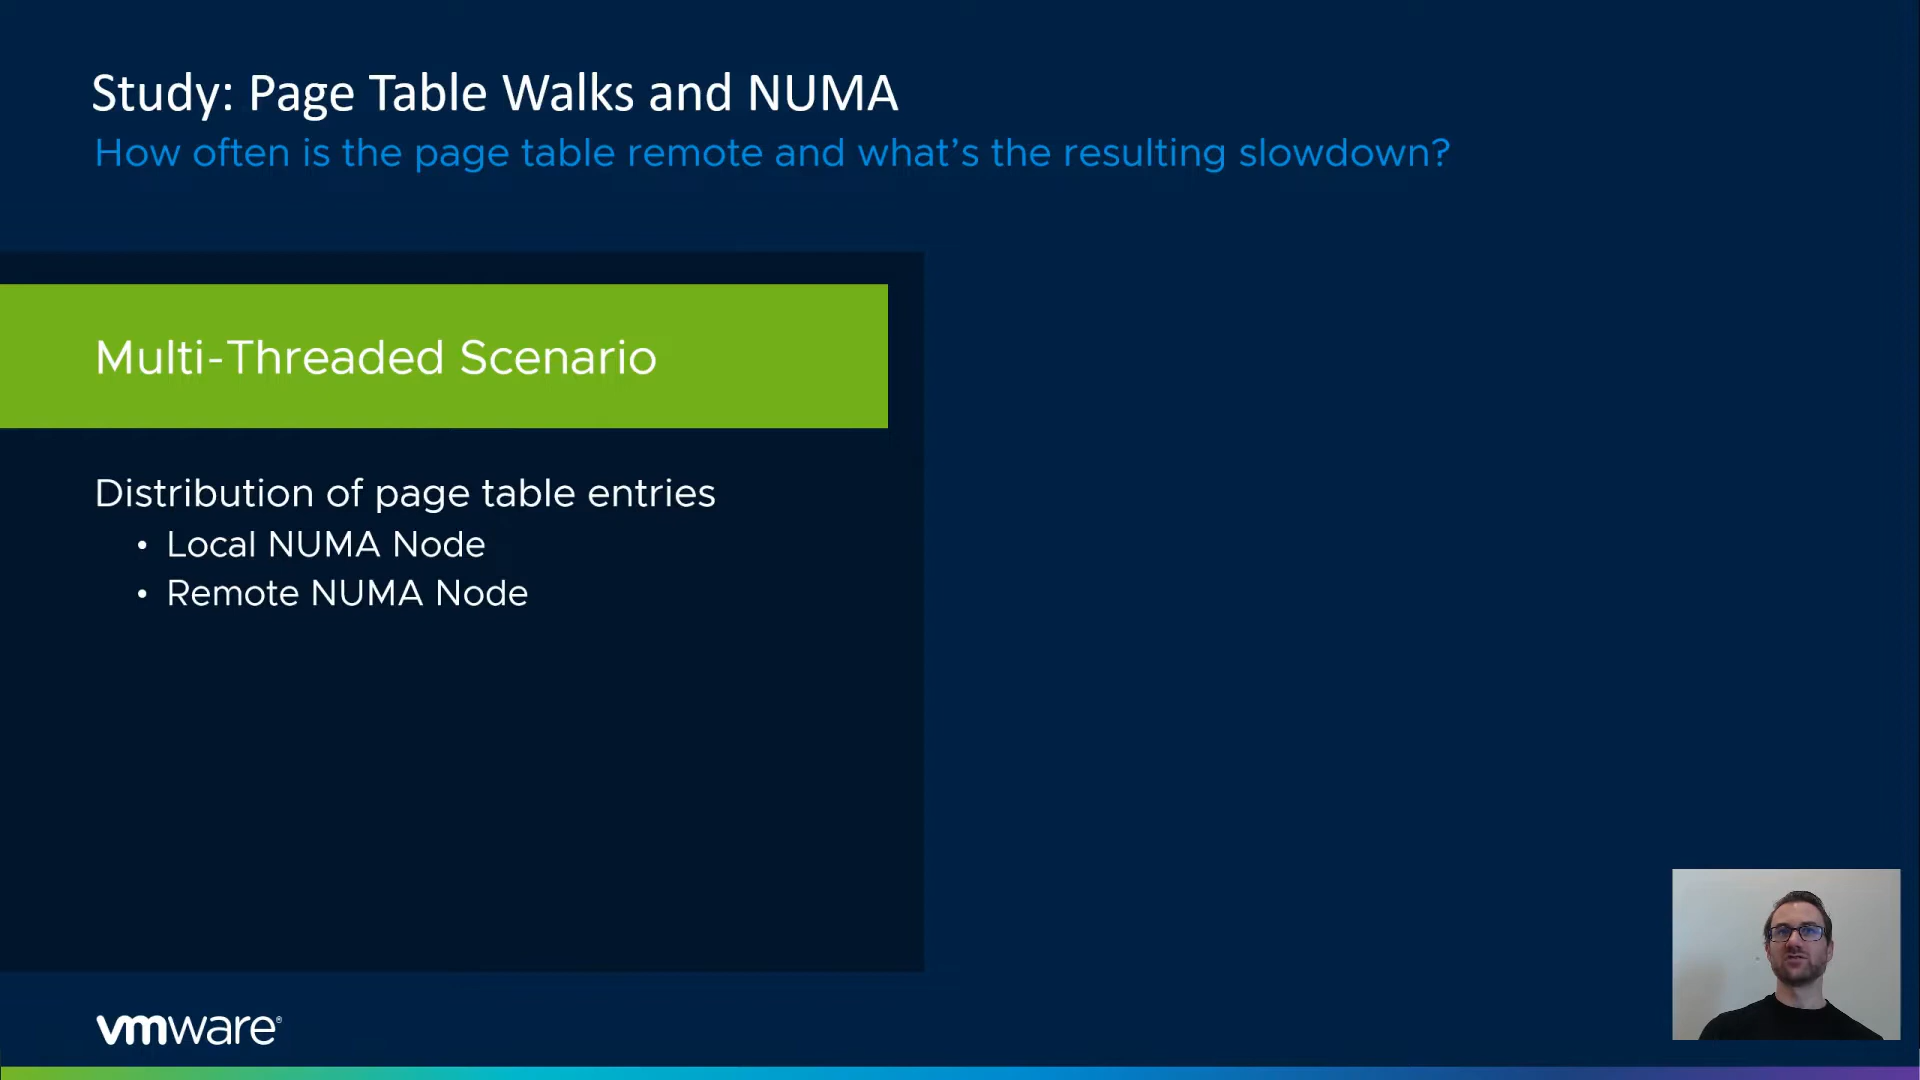 Study: Page Table Walks and NUMA
How often is the page table remote and what’s the resulting slowdown?
Multi-Threaded Scenario
Distribution of page table entries
• Local NUMA Node
• Remote NUMA Node
vmware®